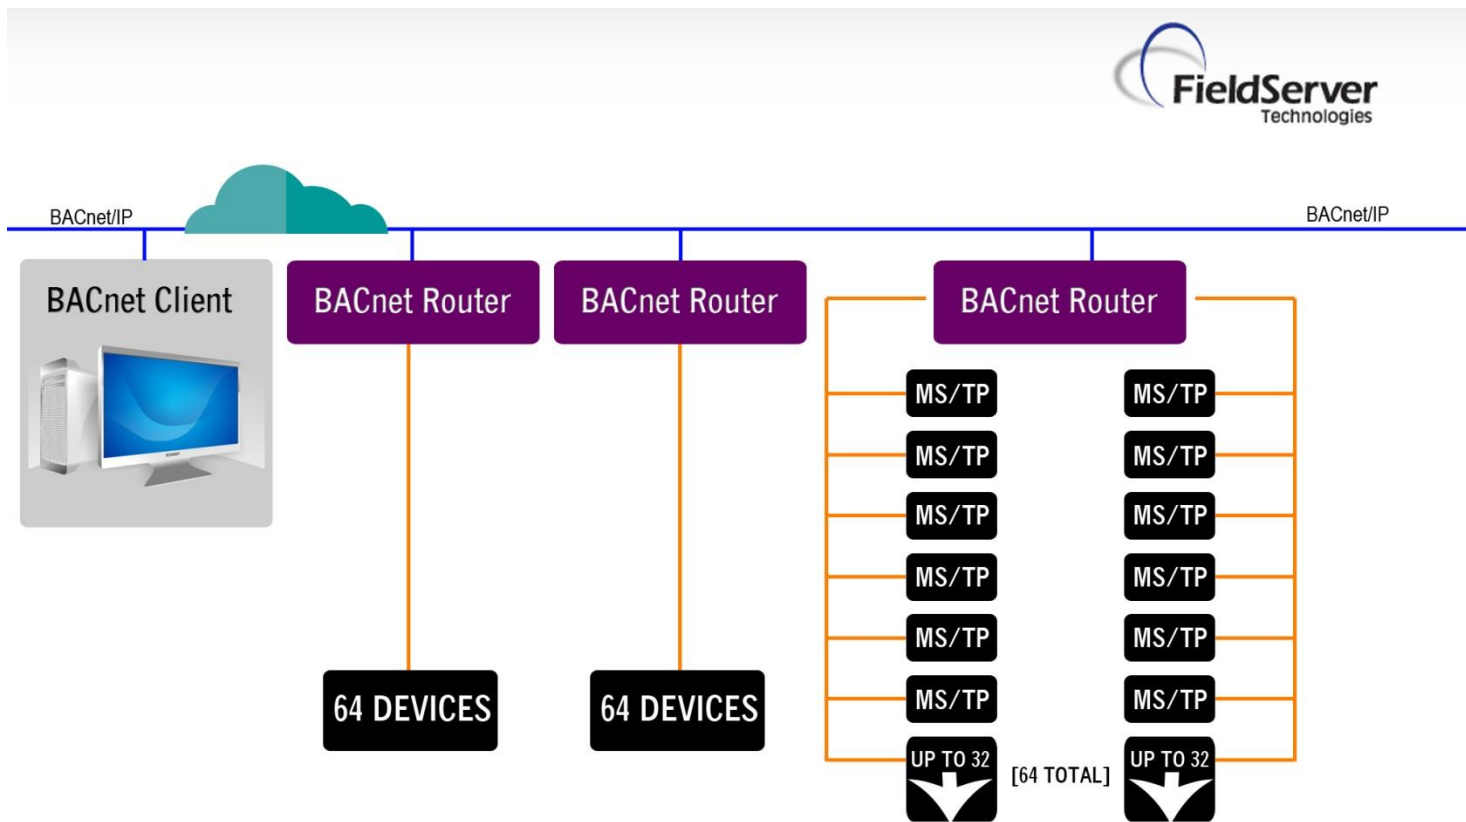 FieldServer
Technologies
BACnet/IP
BACnet/IP
BACnet Client
BACnet Router
BACnet Router
BACnet Router
MS/TP
MS/TP
MS/TP
MS/TP
MS/TP
MS/TP
MS/TP
MS/TP
MS/TP
MS/TP
MS/TP
MS/TP
64 DEVICES
64 DEVICES
UP TO 32
[64 TOTAL]
UP TO 32